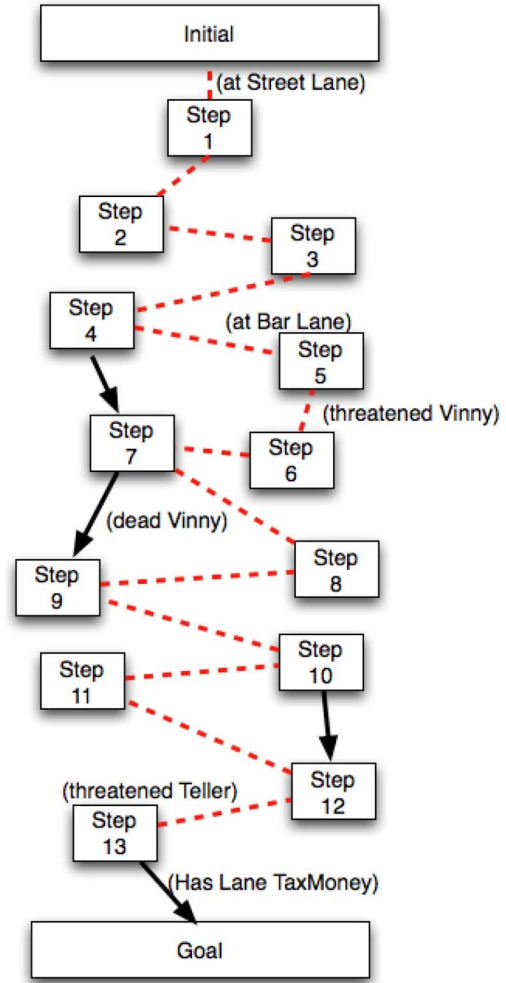 Initial
(at Street Lane)
Step
1
Step
2
Step
3
Step
4
(at Bar Lane)
Step
5
(threatened Vinny)
Step
7
Step
6
(dead Vinny)
Step
8
Step
9
Step
10
Step
11
Step
12
(threatened Teller)
Step
13
(Has Lane TaxMoney)
Goal